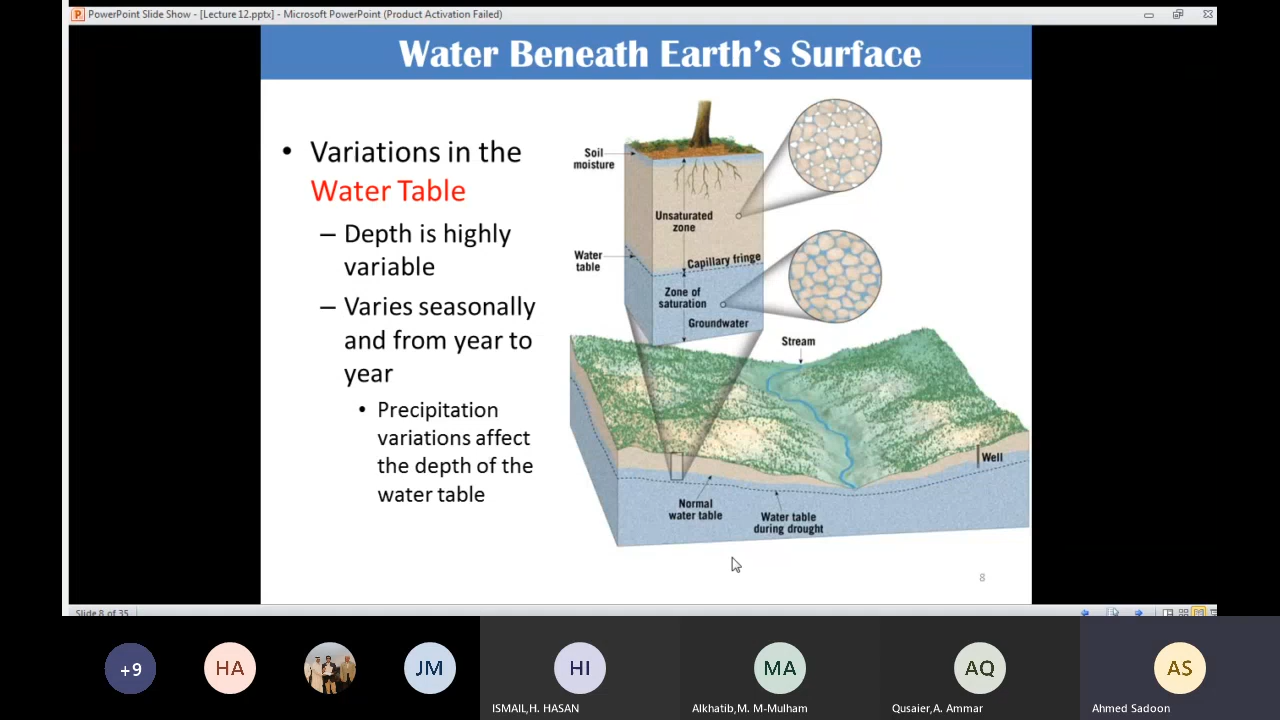 PowerPoint Slide Show - [Lecture 12.pptx] - Microsoft PowerPoint (Product Activation Failed)
Water Beneath Earth's Surface
• Variations in the
Water Table
– Depth is highly
variable
– Varies seasonally
and from year to
year
• Precipitation
variations affect
the depth of the
water table
Soil
moisture
Unsaturated
zone
Water
table
Capillary fringe
Zone of
saturation
Groundwater
Stream
Well
Normal
water table
Water table
during drought
8
Slide 8 of 35
+9
HA
JM
HI
MA
AQ
AS
ISMAIL,H. HASAN
Alkhatib,M. M-Mulham
Qusaier,A. Ammar
Ahmed Sadoon